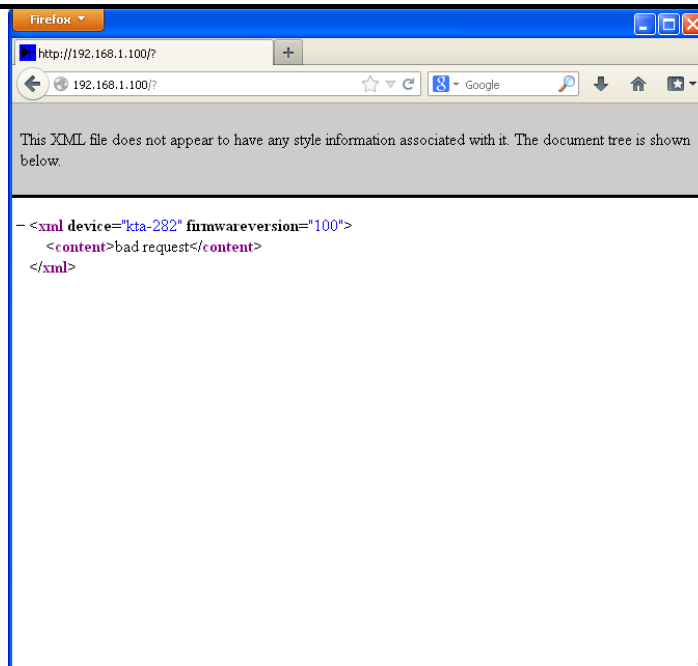 Firefox
http://192.168.1.100/?
192.168.1.100/?
Google
This XML file does not appear to have any style information associated with it. The document tree is shown
below.
− <xml device="kta-282" firmwareversion="100">
<content>bad request</content>
</xml>